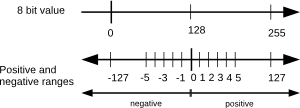 8 bit value
0 128 255
Positive and
negative ranges
-127 -5 -3 -1 0 1 2 3 4 5 127
negative positive